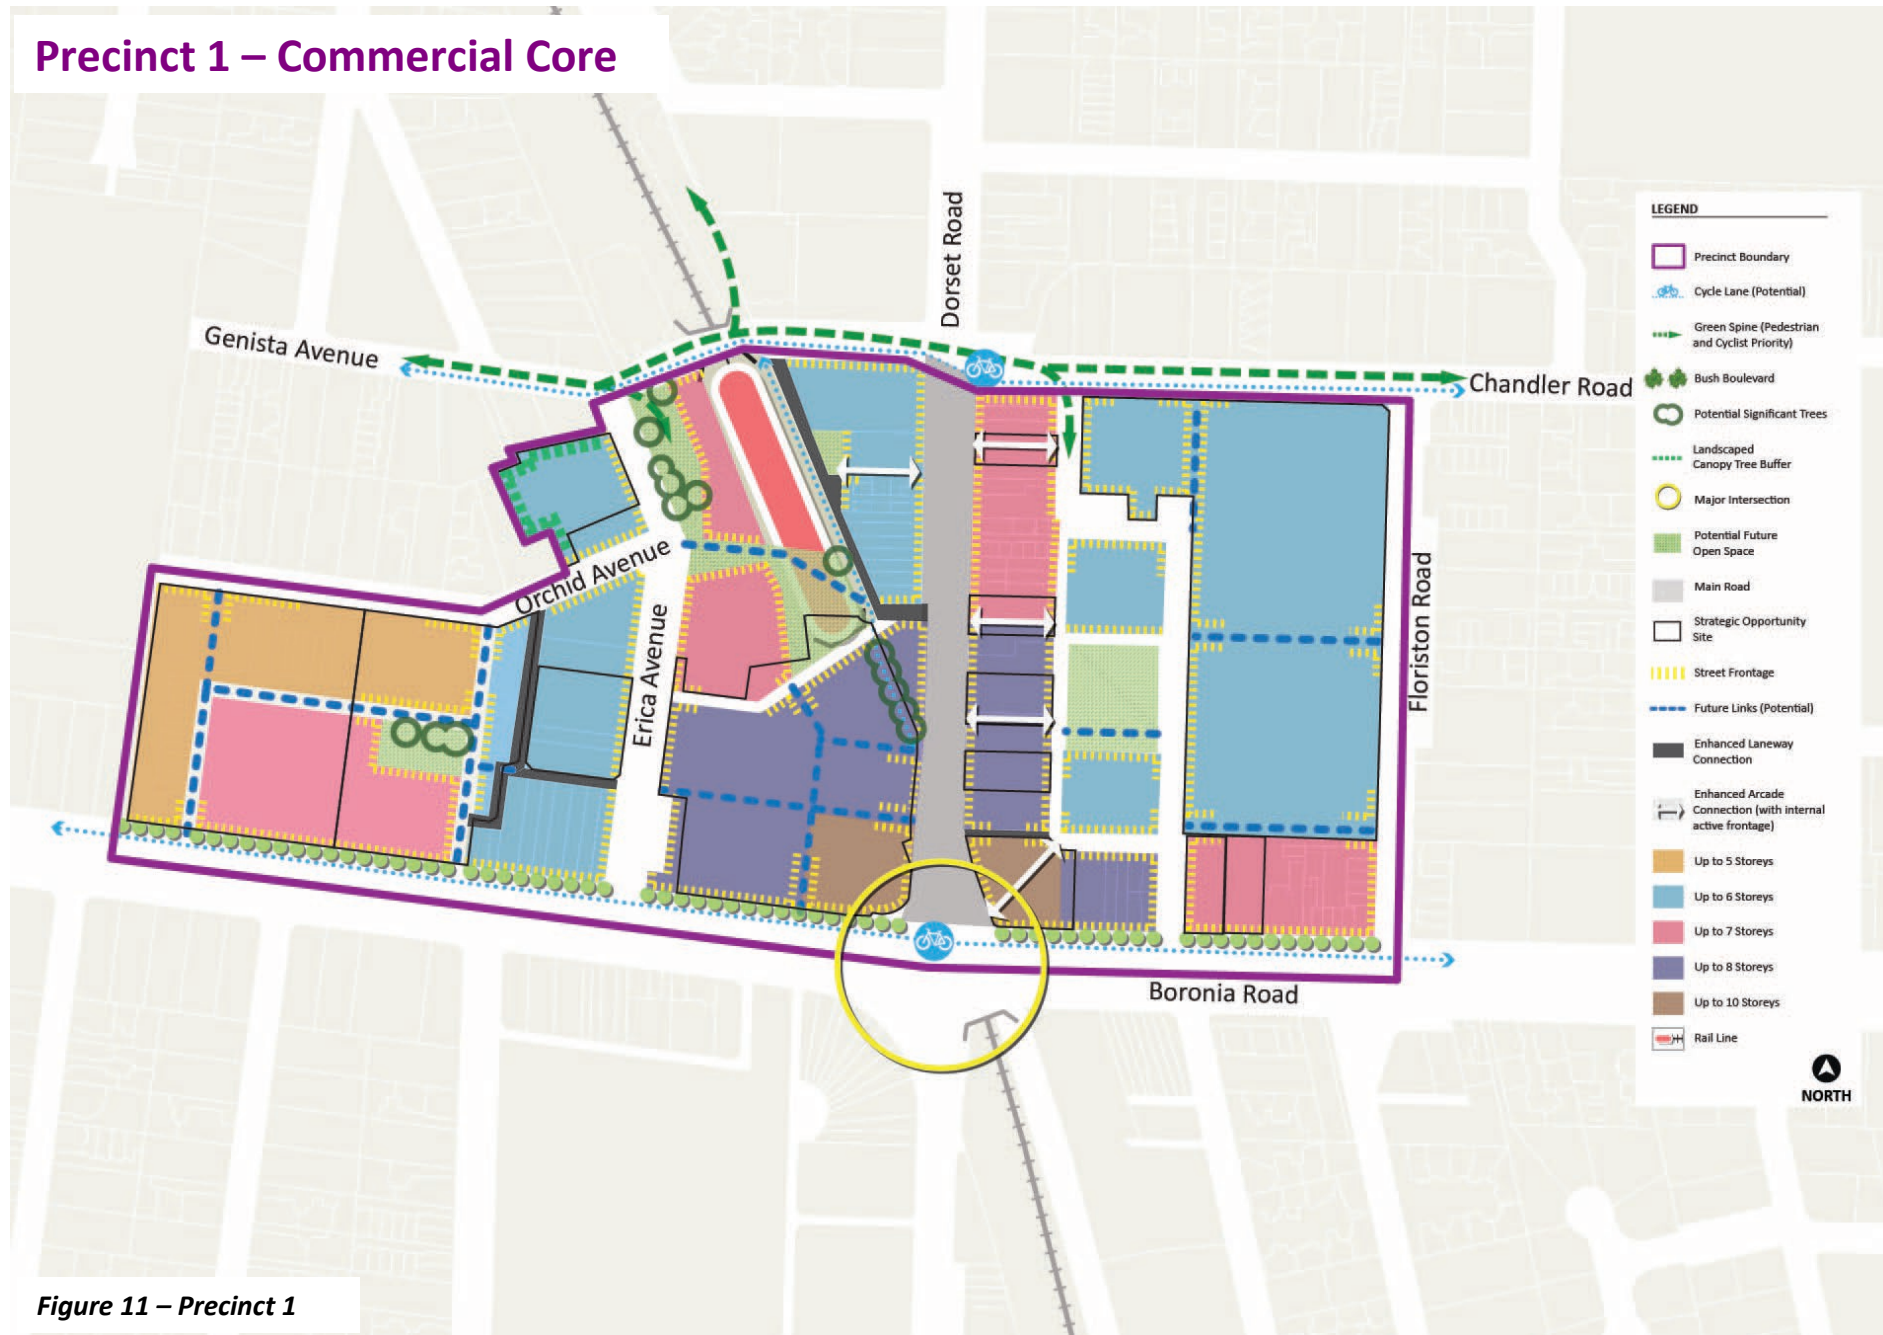 Precinct 1 – Commercial Core
Dorset Road
Genista Avenue
Chandler Road
Orchid Avenue
Erica Avenue
Floriston Road
Boronia Road
LEGEND
Precinct Boundary
Cycle Lane (Potential)
Green Spine (Pedestrian
and Cyclist Priority)
Bush Boulevard
Potential Significant Trees
Landscaped
Canopy Tree Buffer
Major Intersection
Potential Future
Open Space
Main Road
Strategic Opportunity
Site
Street Frontage
Future Links (Potential)
Enhanced Laneway
Connection
Enhanced Arcade
Connection (with internal
active frontage)
Up to 5 Storeys
Up to 6 Storeys
Up to 7 Storeys
Up to 8 Storeys
Up to 10 Storeys
Rail Line
NORTH
Figure 11 – Precinct 1